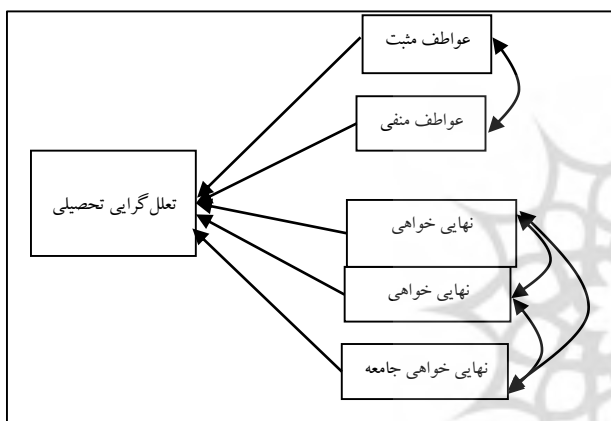 عواطف مثبت
عواطف منفی
تعلل‌گرایی تحصیلی
نهایی خواهی
نهایی خواهی
نهایی خواهی جامعه